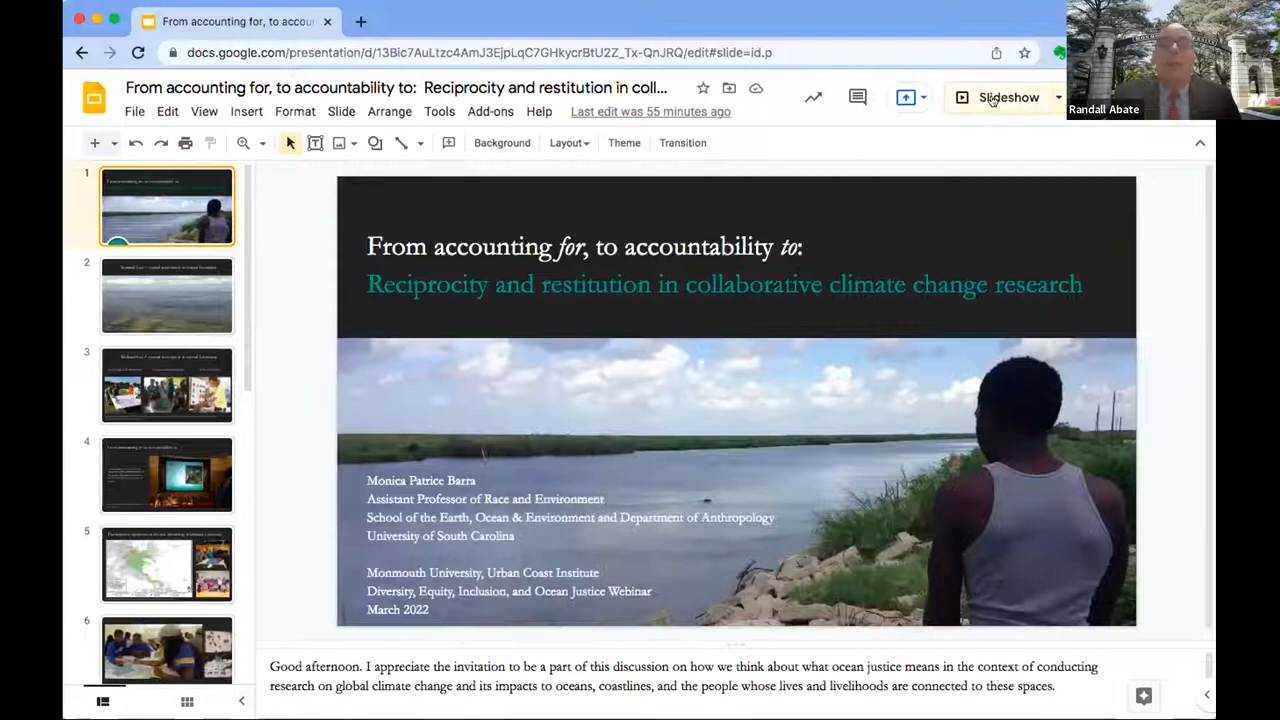 From accounting for, to accou
docs.google.com/presentation/d/13Bic7AuLtzz4AmJ3EjpLqC7GHkycrBtU2Z_Tx-QnJRQ/edit#slide=id.p
From accounting for, to accountability to: Reciprocity and restitution in coll...
Slideshow
Randall Abate
File Edit View Insert Format Slide Arrange Tools Add-ons Help Last edit was 55 minutes ago
Background Layout Theme Transition
1
2
3
4
5
6
From accounting for, to accountability to:
Reciprocity and restitution in collaborative climate change research
Monica Patrice Barra
Assistant Professor of Race and Environment
School of the Earth, Ocean & Environment and Department of Anthropology
University of South Carolina
Monmouth University, Urban Coast Institute
Diversity, Equity, Inclusion, and Ocean Justice Webinar
March 2022
Good afternoon. I appreciate the invitation to be a part of this discussion on how we think about what ocean justice means in the context of conducting
research on global climate change and its impacts to oceans, coastlines, and the people whose lives and livelihoods are connected to these spaces.